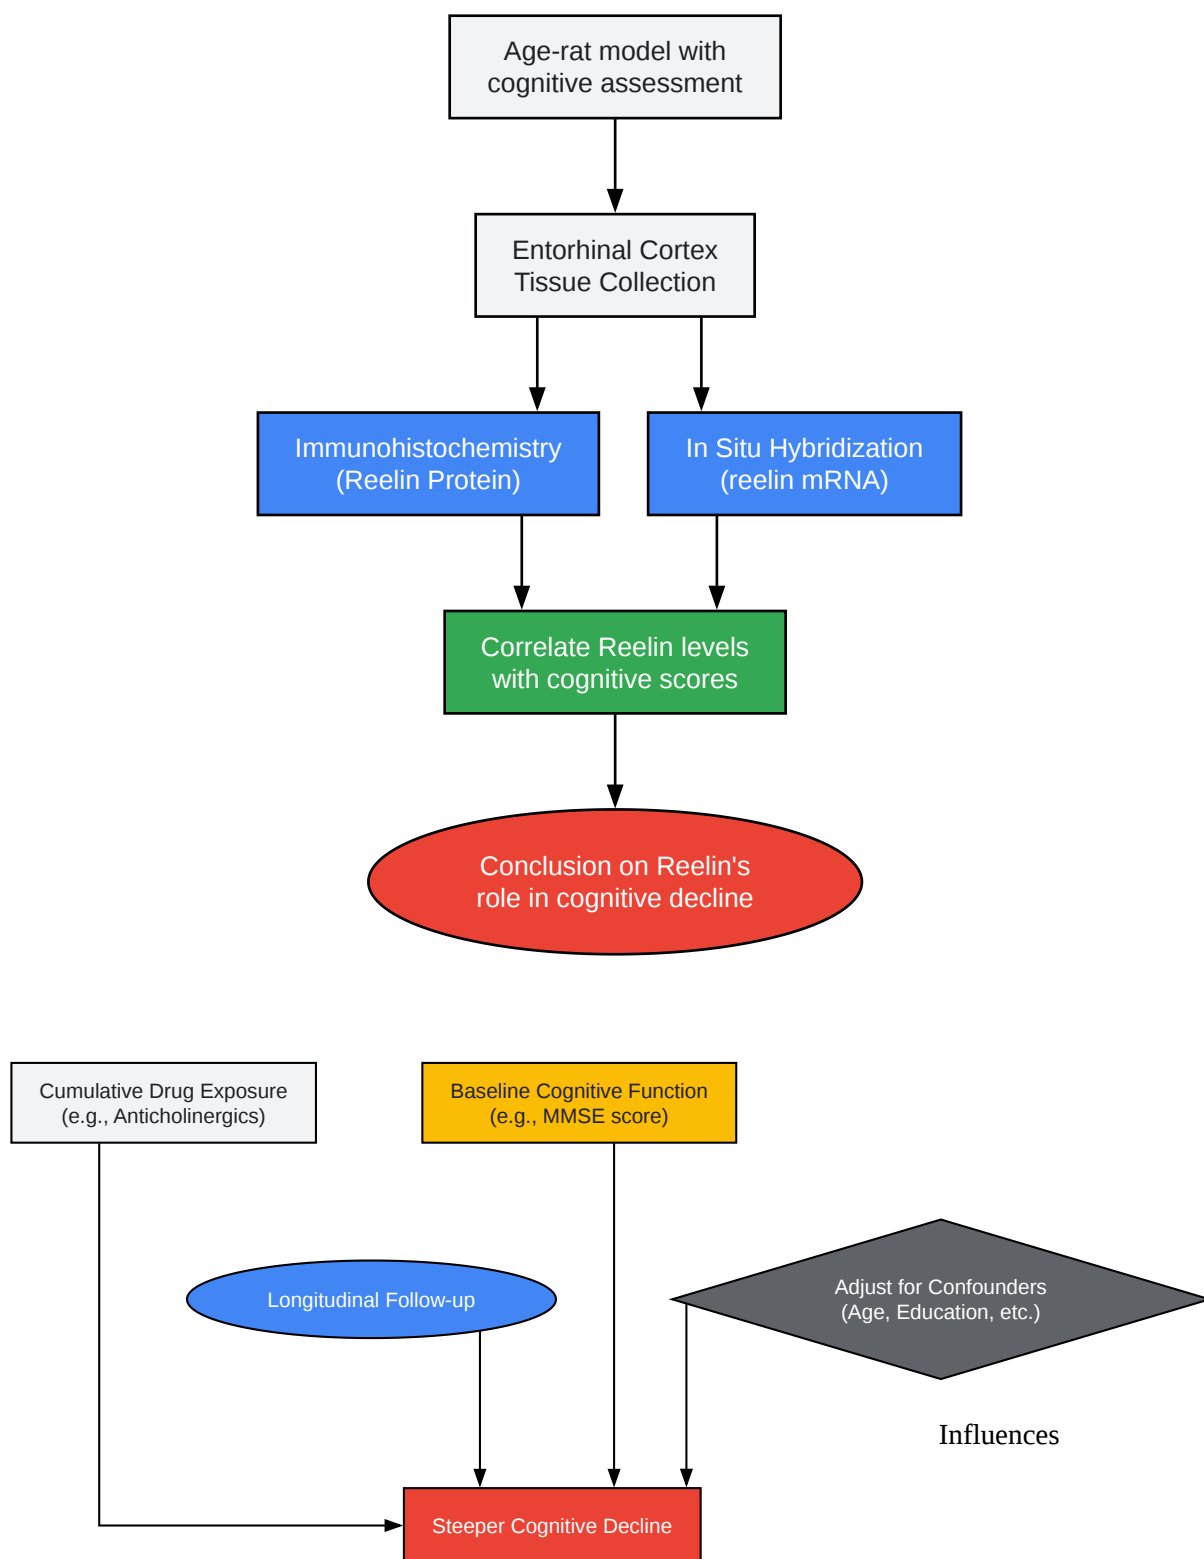 Age-rat model with
cognitive assessment
Entorhinal Cortex
Tissue Collection
Immunohistochemistry
(Reelin Protein)
In Situ Hybridization
(reelin mRNA)
Correlate Reelin levels
with cognitive scores
Conclusion on Reelin's
role in cognitive decline
Cumulative Drug Exposure
(e.g., Anticholinergics)
Baseline Cognitive Function
(e.g., MMSE score)
Longitudinal Follow-up
Adjust for Confounders
(Age, Education, etc.)
Influences
Steeper Cognitive Decline